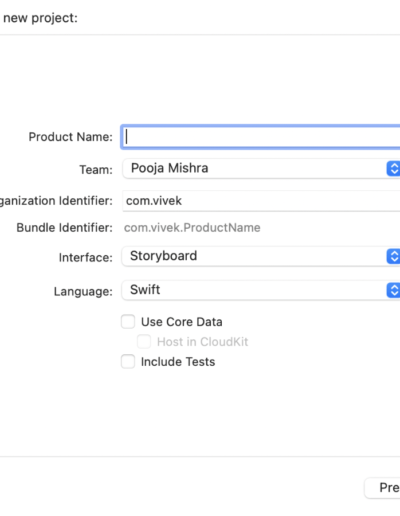 new project:
Product Name:
Team: Pooja Mishra
ganization Identifier: com.vivek
Bundle Identifier: com.vivek.ProductName
Interface: Storyboard
Language: Swift
Use Core Data
Host in CloudKit
Include Tests
Pre